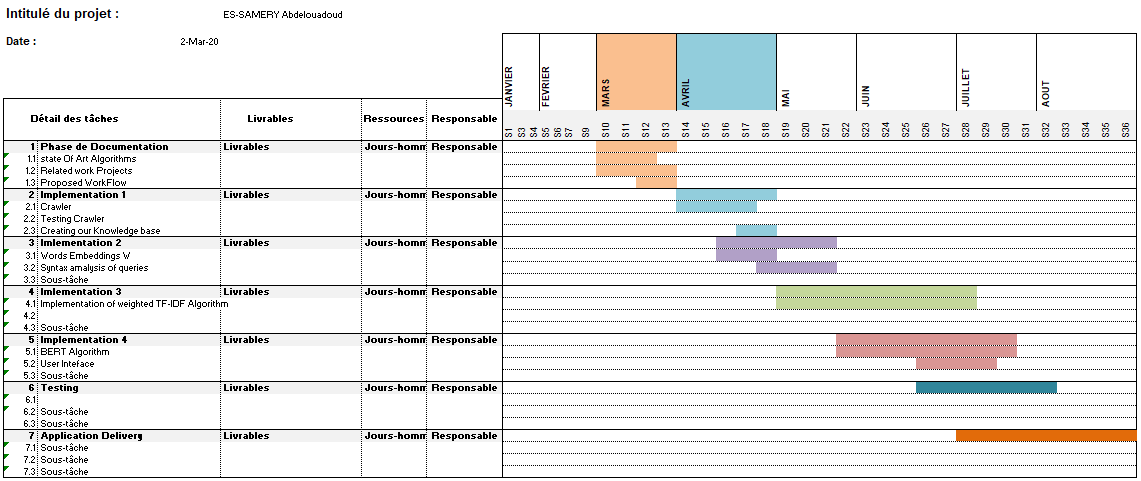 Intitulé du projet : ES-SAMERY Abdelouadoud
Date : 2-Mar-20
JANVIER FEVRIER MARS AVRIL MAI JUIN JUILLET AOUT
Détail des tâches Livrables Ressources Responsable S1 S3 S4 S5 S6 S7 S9 S10 S11 S12 S13 S14 S15 S16 S17 S18 S19 S20 S21 S22 S23 S24 S25 S26 S27 S28 S29 S30 S31 S32 S33 S34 S35 S36
1 Phase de Documentation Livrables Jours-homm Responsable
1.1 state Of Art Algorithms
1.2 Related work Projects
1.3 Proposed WorkFlow
2 Implementation 1 Livrables Jours-homm Responsable
2.1 Crawler
2.2 Testing Crawler
2.3 Creating our Knowledge base
3 Imlementation 2 Livrables Jours-homm Responsable
3.1 Words Embeddings W
3.2 Syntax amalysis of queries
3.3 Sous-tâche
4 Imlementation 3 Livrables Jours-homm Responsable
4.1 Implementation of weighted TF-IDF Algorithm
4.2
4.3 Sous-tâche
5 Implementation 4 Livrables Jours-homm Responsable
5.1 BERT Algorithm
5.2 User Inteface
5.3 Sous-tâche
6 Testing Livrables Jours-homm Responsable
6.1
6.2 Sous-tâche
6.3 Sous-tâche
7 Application Delivery Livrables Jours-homm Responsable
7.1 Sous-tâche
7.2 Sous-tâche
7.3 Sous-tâche